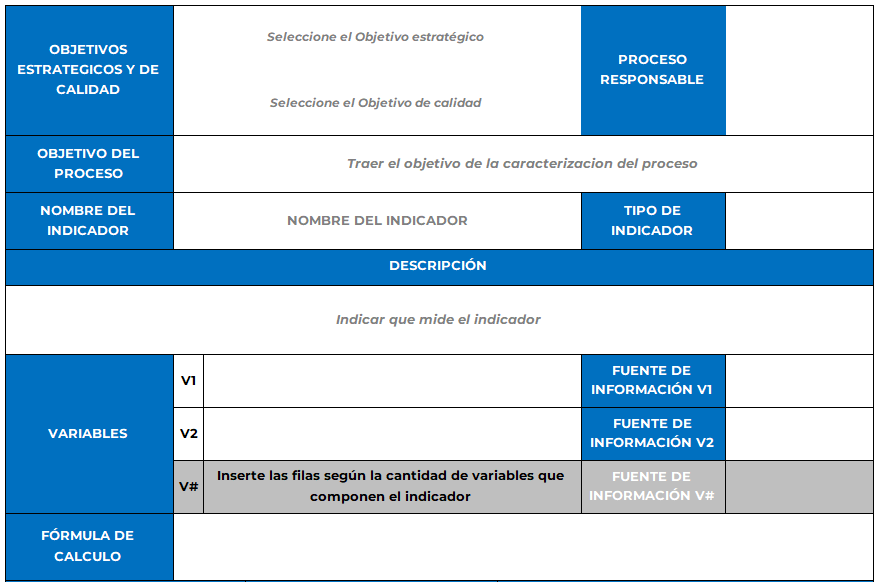 OBJETIVOS
ESTRATEGICOS Y DE
CALIDAD
Seleccione el Objetivo estratégico
Seleccione el Objetivo de calidad
PROCESO
RESPONSABLE
OBJETIVO DEL
PROCESO
Traer el objetivo de la caracterizacion del proceso
NOMBRE DEL
INDICADOR
NOMBRE DEL INDICADOR
TIPO DE
INDICADOR
DESCRIPCIÓN
Indicar que mide el indicador
VARIABLES
V1
FUENTE DE
INFORMACIÓN V1
V2
FUENTE DE
INFORMACIÓN V2
V#
Inserte las filas según la cantidad de variables que
componen el indicador
FUENTE DE
INFORMACIÓN V#
FÓRMULA DE
CALCULO